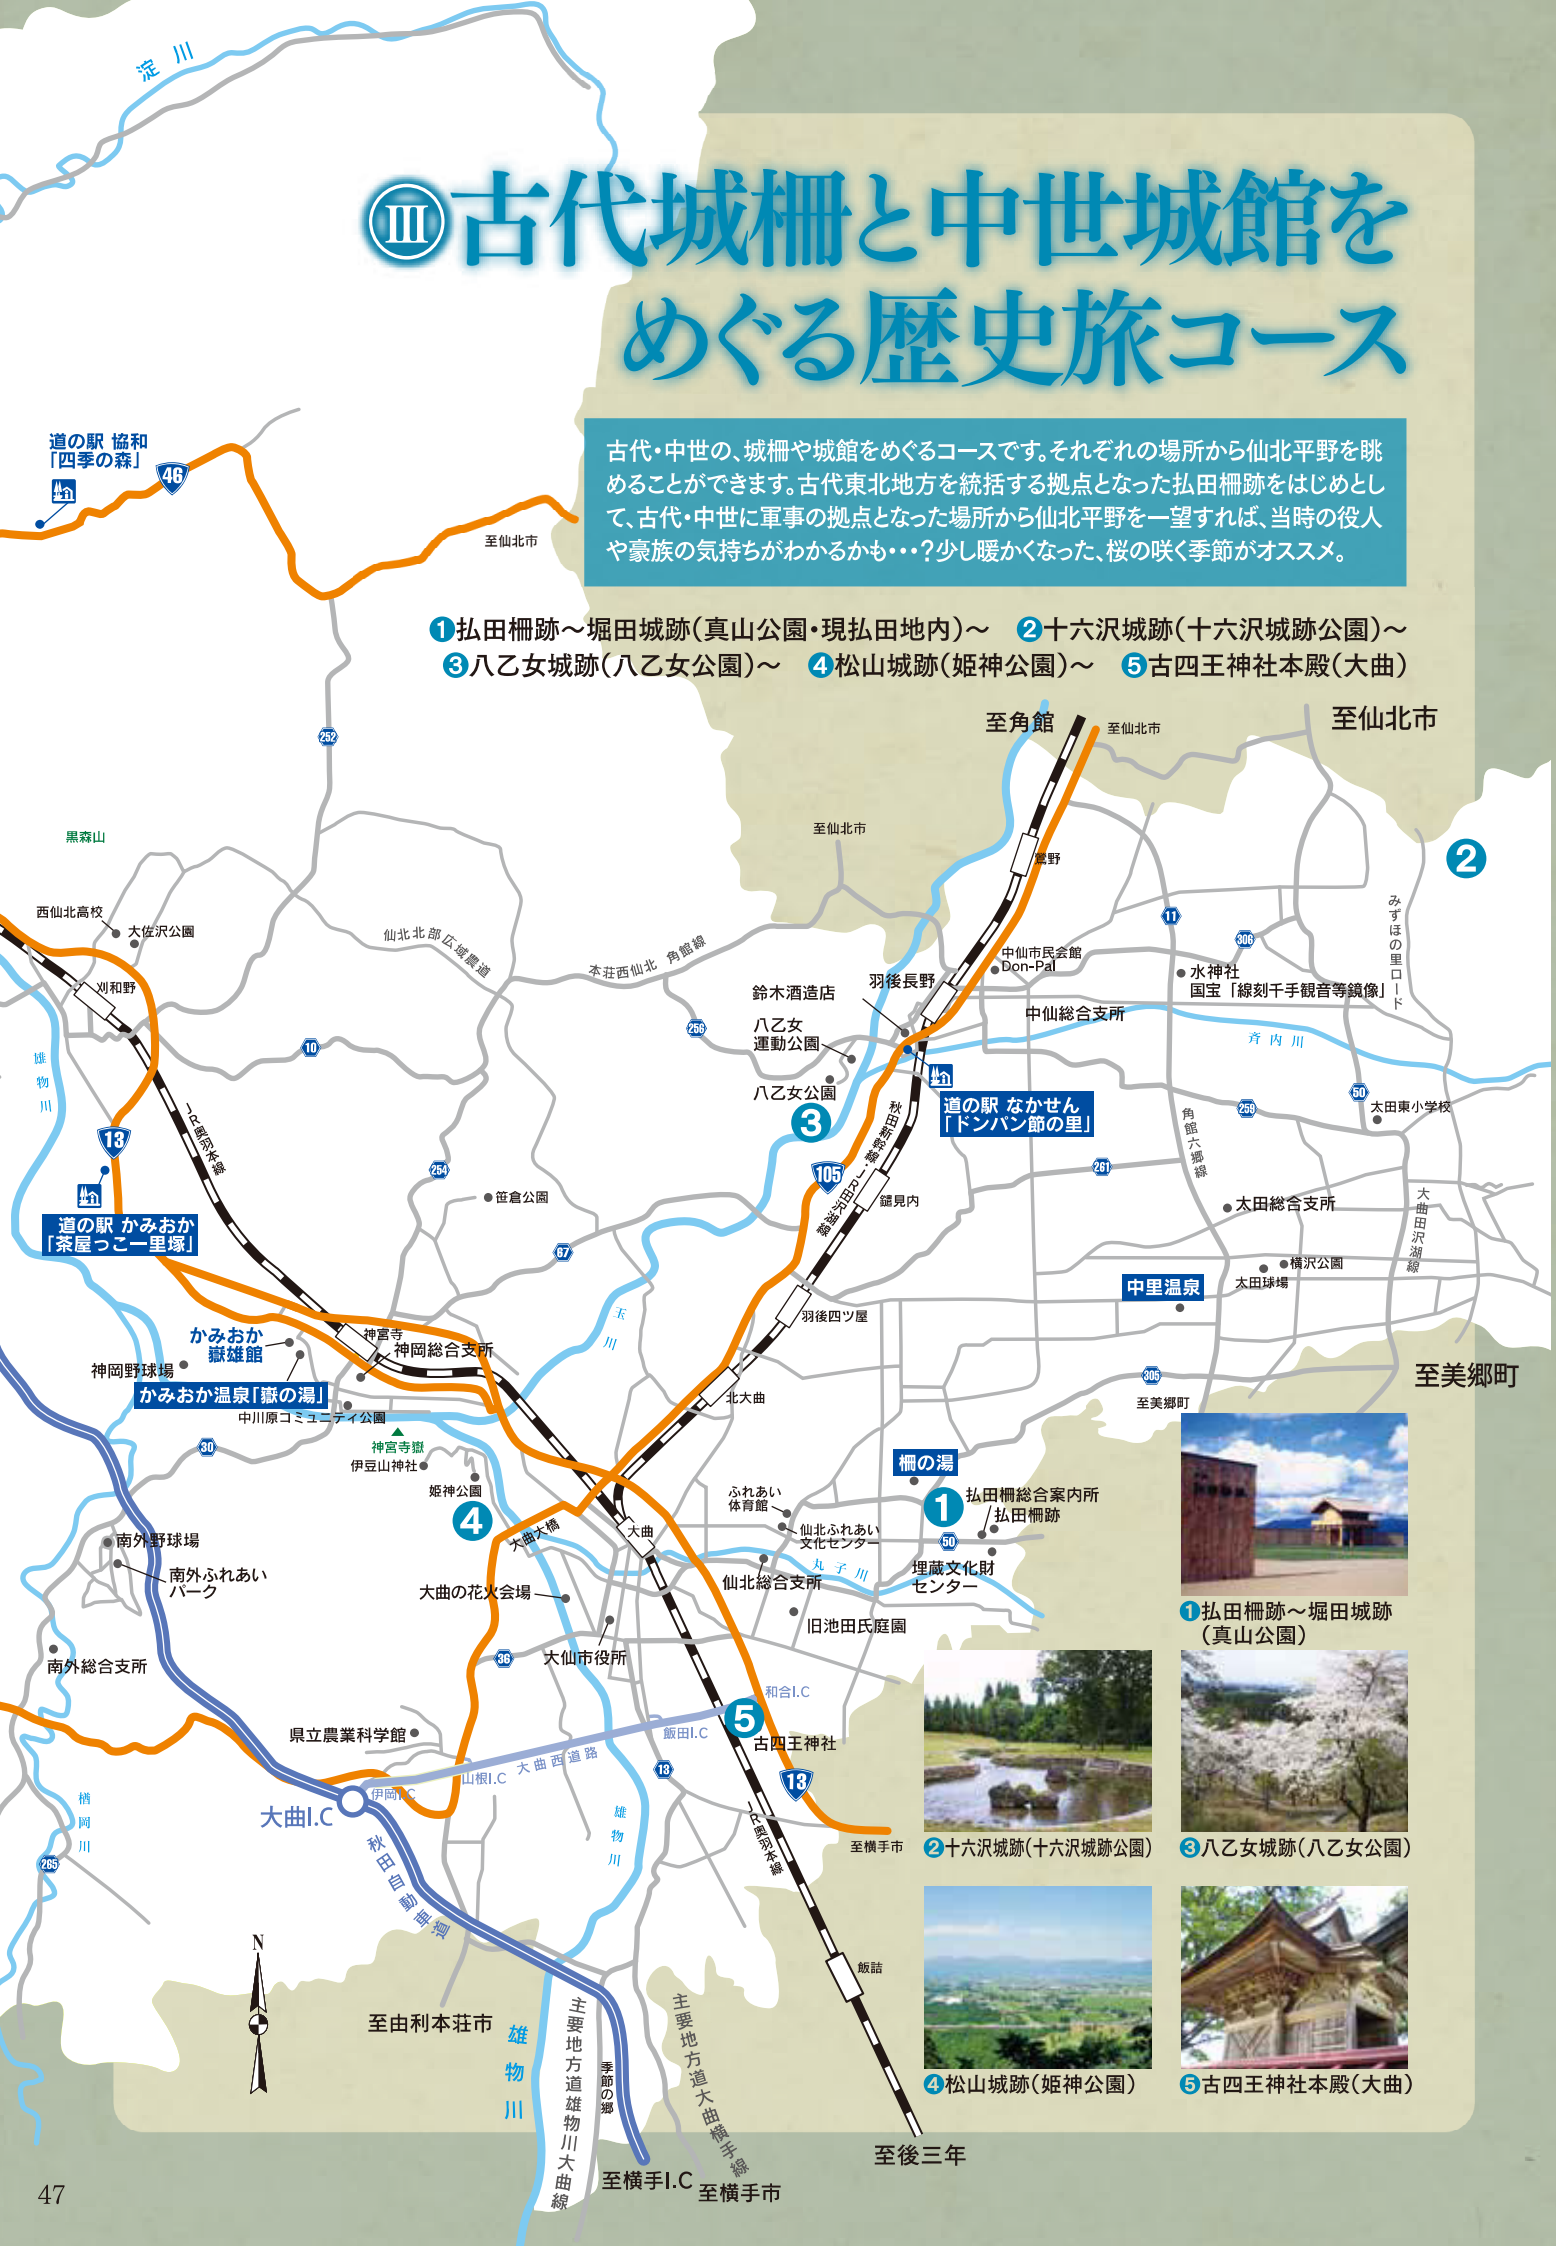 Ⅲ古代城柵と中世城館を
めぐる歴史旅コース
古代・中世の、城柵や城館をめぐるコースです。それぞれの場所から仙北平野を眺
めることができます。古代東北地方を統括する拠点となった払田柵跡をはじめとし
て、古代・中世に軍事の拠点となった場所から仙北平野を一望すれば、当時の役人
や豪族の気持ちがわかるかも・・・？少し暖かくなった、桜の咲く季節がオススメ。
❶払田柵跡～堀田城跡（真山公園・現払田地内）～　❷十六沢城跡（十六沢城跡公園）～
❸八乙女城跡（八乙女公園）～　❹松山城跡（姫神公園）～　❺古四王神社本殿（大曲）
淀川
道の駅 協和
「四季の森」
46
至仙北市
252
至角館
至仙北市
至仙北市
至仙北市
黒森山
鶯野
2
みずほの里ロード
西仙北高校
大佐沢公園
仙北北部広域農道
本荘西仙北角館線
11
306
中仙市民会館
Don-Pal
水神社
国宝「線刻千手観音等鏡像」
刈和野
羽後長野
鈴木酒造店
中仙総合支所
256
八乙女
運動公園
斉内川
10
雄物川
八乙女公園
3
道の駅 なかせん
「ドンパン節の里」
50
259
太田東小学校
13
JR奥羽本線
秋田新幹線・JR田沢湖線
角館六郷線
254
105
261
笹倉公園
鑓見内
太田総合支所
大曲田沢湖線
道の駅 かみおか
「茶屋っこ一里塚」
67
横沢公園
太田球場
中里温泉
玉川
羽後四ツ屋
かみおか
嶽雄館
神宮寺
神岡総合支所
神岡野球場
かみおか温泉「嶽の湯」
中川原コミュニティ公園
305
至美郷町
至美郷町
北大曲
30
神宮寺嶽
伊豆山神社
姫神公園
4
柵の湯
1
払田柵総合案内所
払田柵跡
ふれあい
体育館
仙北ふれあい
文化センター
50
大曲大橋
大曲
南外野球場
南外ふれあい
パーク
丸子川
仙北総合支所
埋蔵文化財
センター
大曲の花火会場
旧池田氏庭園
❶払田柵跡～堀田城跡
（真山公園）
南外総合支所
36
大仙市役所
和合I.C
5
飯田I.C
古四王神社
県立農業科学館
大曲西道路
山根I.C
13
13
伊岡I.C
大曲I.C
楢岡川
雄物川
JR奥羽本線
至横手市
265
秋田自動車道
❷十六沢城跡（十六沢城跡公園）
❸八乙女城跡（八乙女公園）
N
飯詰
至由利本荘市
雄物川
主要地方道雄物川大曲線
季節の郷
主要地方道大曲横手線
❹松山城跡（姫神公園）
❺古四王神社本殿（大曲）
至後三年
至横手I.C
至横手市
47